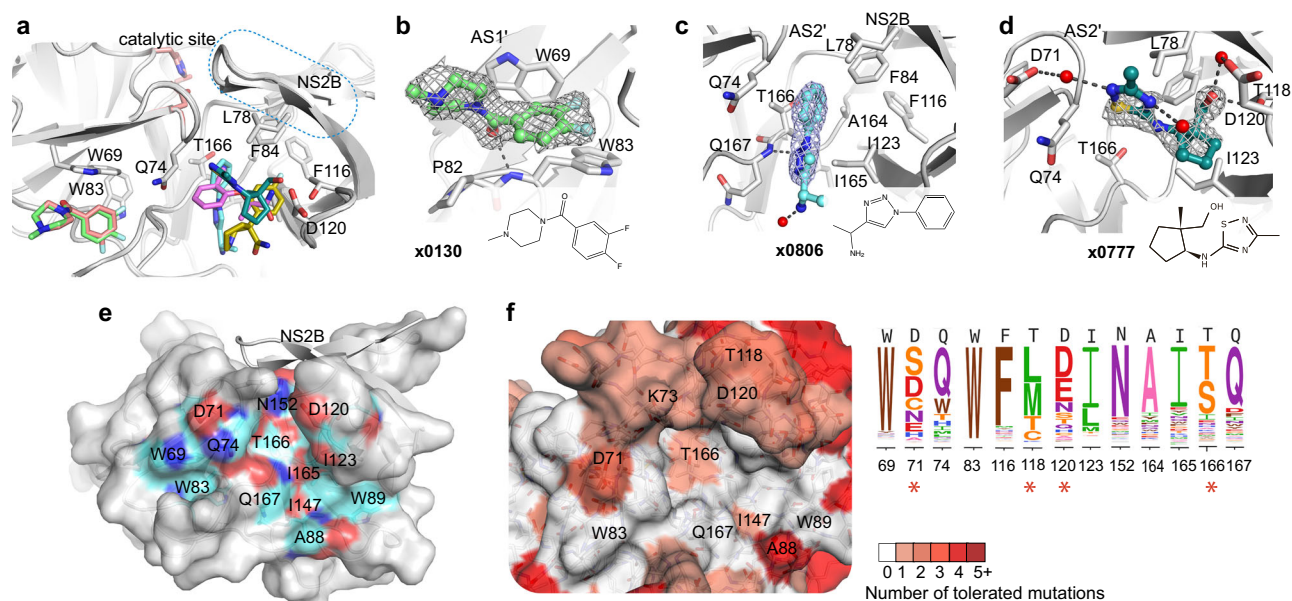 a
catalytic site
NS2B
L78
W69
Q74
T166
F84
F116
W83
D120
b
AS1'
W69
P82
W83
x0130
N
N
O
F
F
c
NS2B
AS2'
L78
Q74
F84
T166
F116
A164
Q167
I123
I165
x0806
N
N
N
NH2
d
AS2'
L78
D71
T118
D120
Q74
T166
I123
x0777
OH
S
N
N
N
H
e
NS2B
D71
N152
D120
Q74
T166
W69
I123
I165
W83
Q167
I147
W89
A88
f
T118
K73
D120
D71
T166
W83
Q167
I147
W89
A88
W D Q W F T D I N A I T Q
69 71 74 83 116 118 120 123 152 164 165 166 167
* * * *
0 1 2 3 4 5+
Number of tolerated mutations